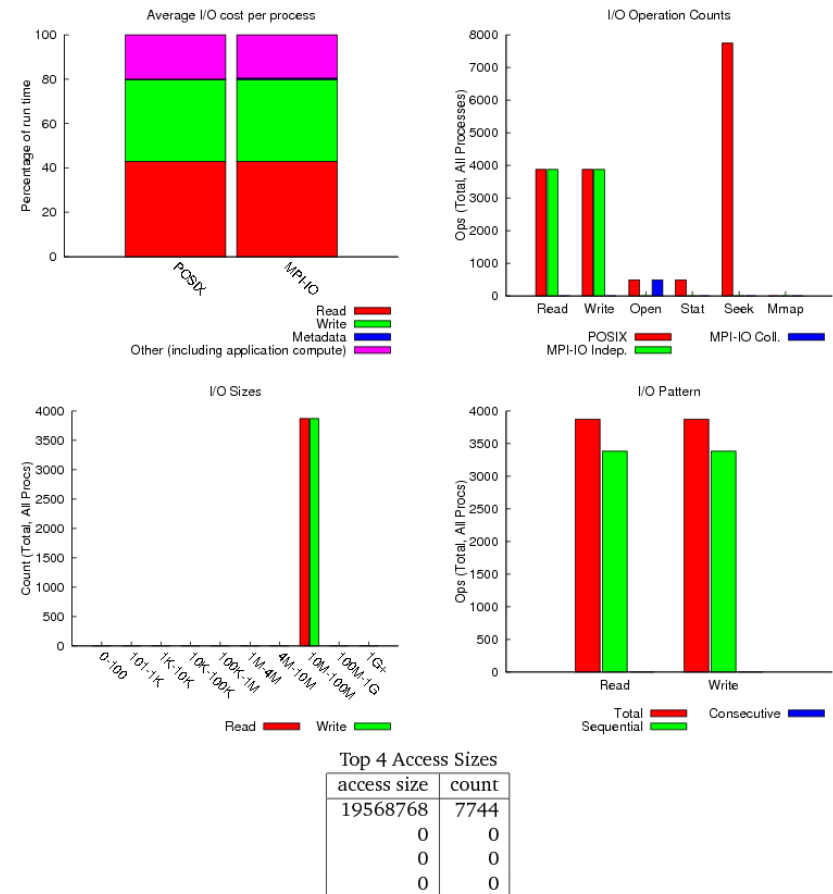 Average I/O cost per process
100
80
60
40
20
0
Percentage of run time
POSIX
MPI-IO
Read
Write
Metadata
Other (including application compute)
I/O Operation Counts
8000
7000
6000
5000
4000
3000
2000
1000
0
Ops (Total, All Processes)
Read Write Open Stat Seek Mmap
POSIX MPI-IO Coll.
MPI-IO Indep.
I/O Sizes
4000
3500
3000
2500
2000
1500
1000
500
0
Count (Total, All Procs)
0-100
101-1K
1K-10K
10K-100K
100K-1M
1M-4M
4M-10M
10M-100M
100M-1G
1G+
Read Write
I/O Pattern
4000
3500
3000
2500
2000
1500
1000
500
0
Ops (Total, All Procs)
Read Write
Total Consecutive
Sequential
Top 4 Access Sizes
access size count
19568768 7744
0 0
0 0
0 0